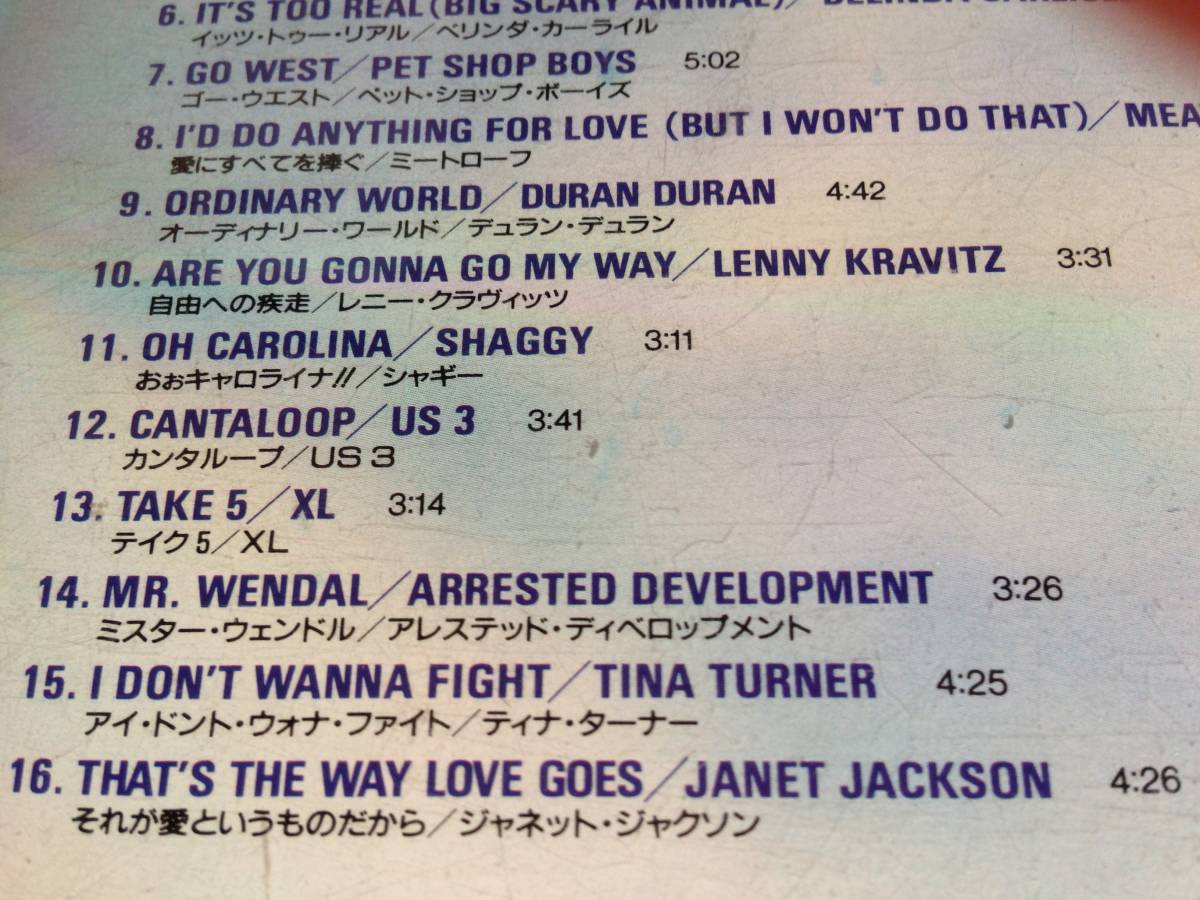 6. IT'S TOO REAL (BIG SCARY ANIMAL)/ BELINDA CARLISLE
イッツ・トゥー・リアル/ベリンダ・カーライル
7. GO WEST/PET SHOP BOYS 5:02
ゴー・ウエスト/ペット・ショップ・ボーイズ
8. I'D DO ANYTHING FOR LOVE (BUT I WON'T DO THAT)/MEA
愛にすべてを捧ぐ/ミートローフ
9. ORDINARY WORLD/DURAN DURAN 4:42
オーディナリー・ワールド/デュラン・デュラン
10. ARE YOU GONNA GO MY WAY/LENNY KRAVITZ 3:31
自由への疾走/レニー・クラヴィッツ
11. OH CAROLINA/SHAGGY 3:11
おぉキャロライナ!!/シャギー
12. CANTALOOP/US 3 3:41
カンタループ/US 3
13. TAKE 5/XL 3:14
テイク5/XL
14. MR. WENDAL/ARRESTED DEVELOPMENT 3:26
ミスター・ウェンドル/アレステッド・ディベロップメント
15. I DON'T WANNA FIGHT/TINA TURNER 4:25
アイ・ドント・ウォナ・ファイト/ティナ・ターナー
16. THAT'S THE WAY LOVE GOES/JANET JACKSON 4:26
それが愛というものだから/ジャネット・ジャクソン